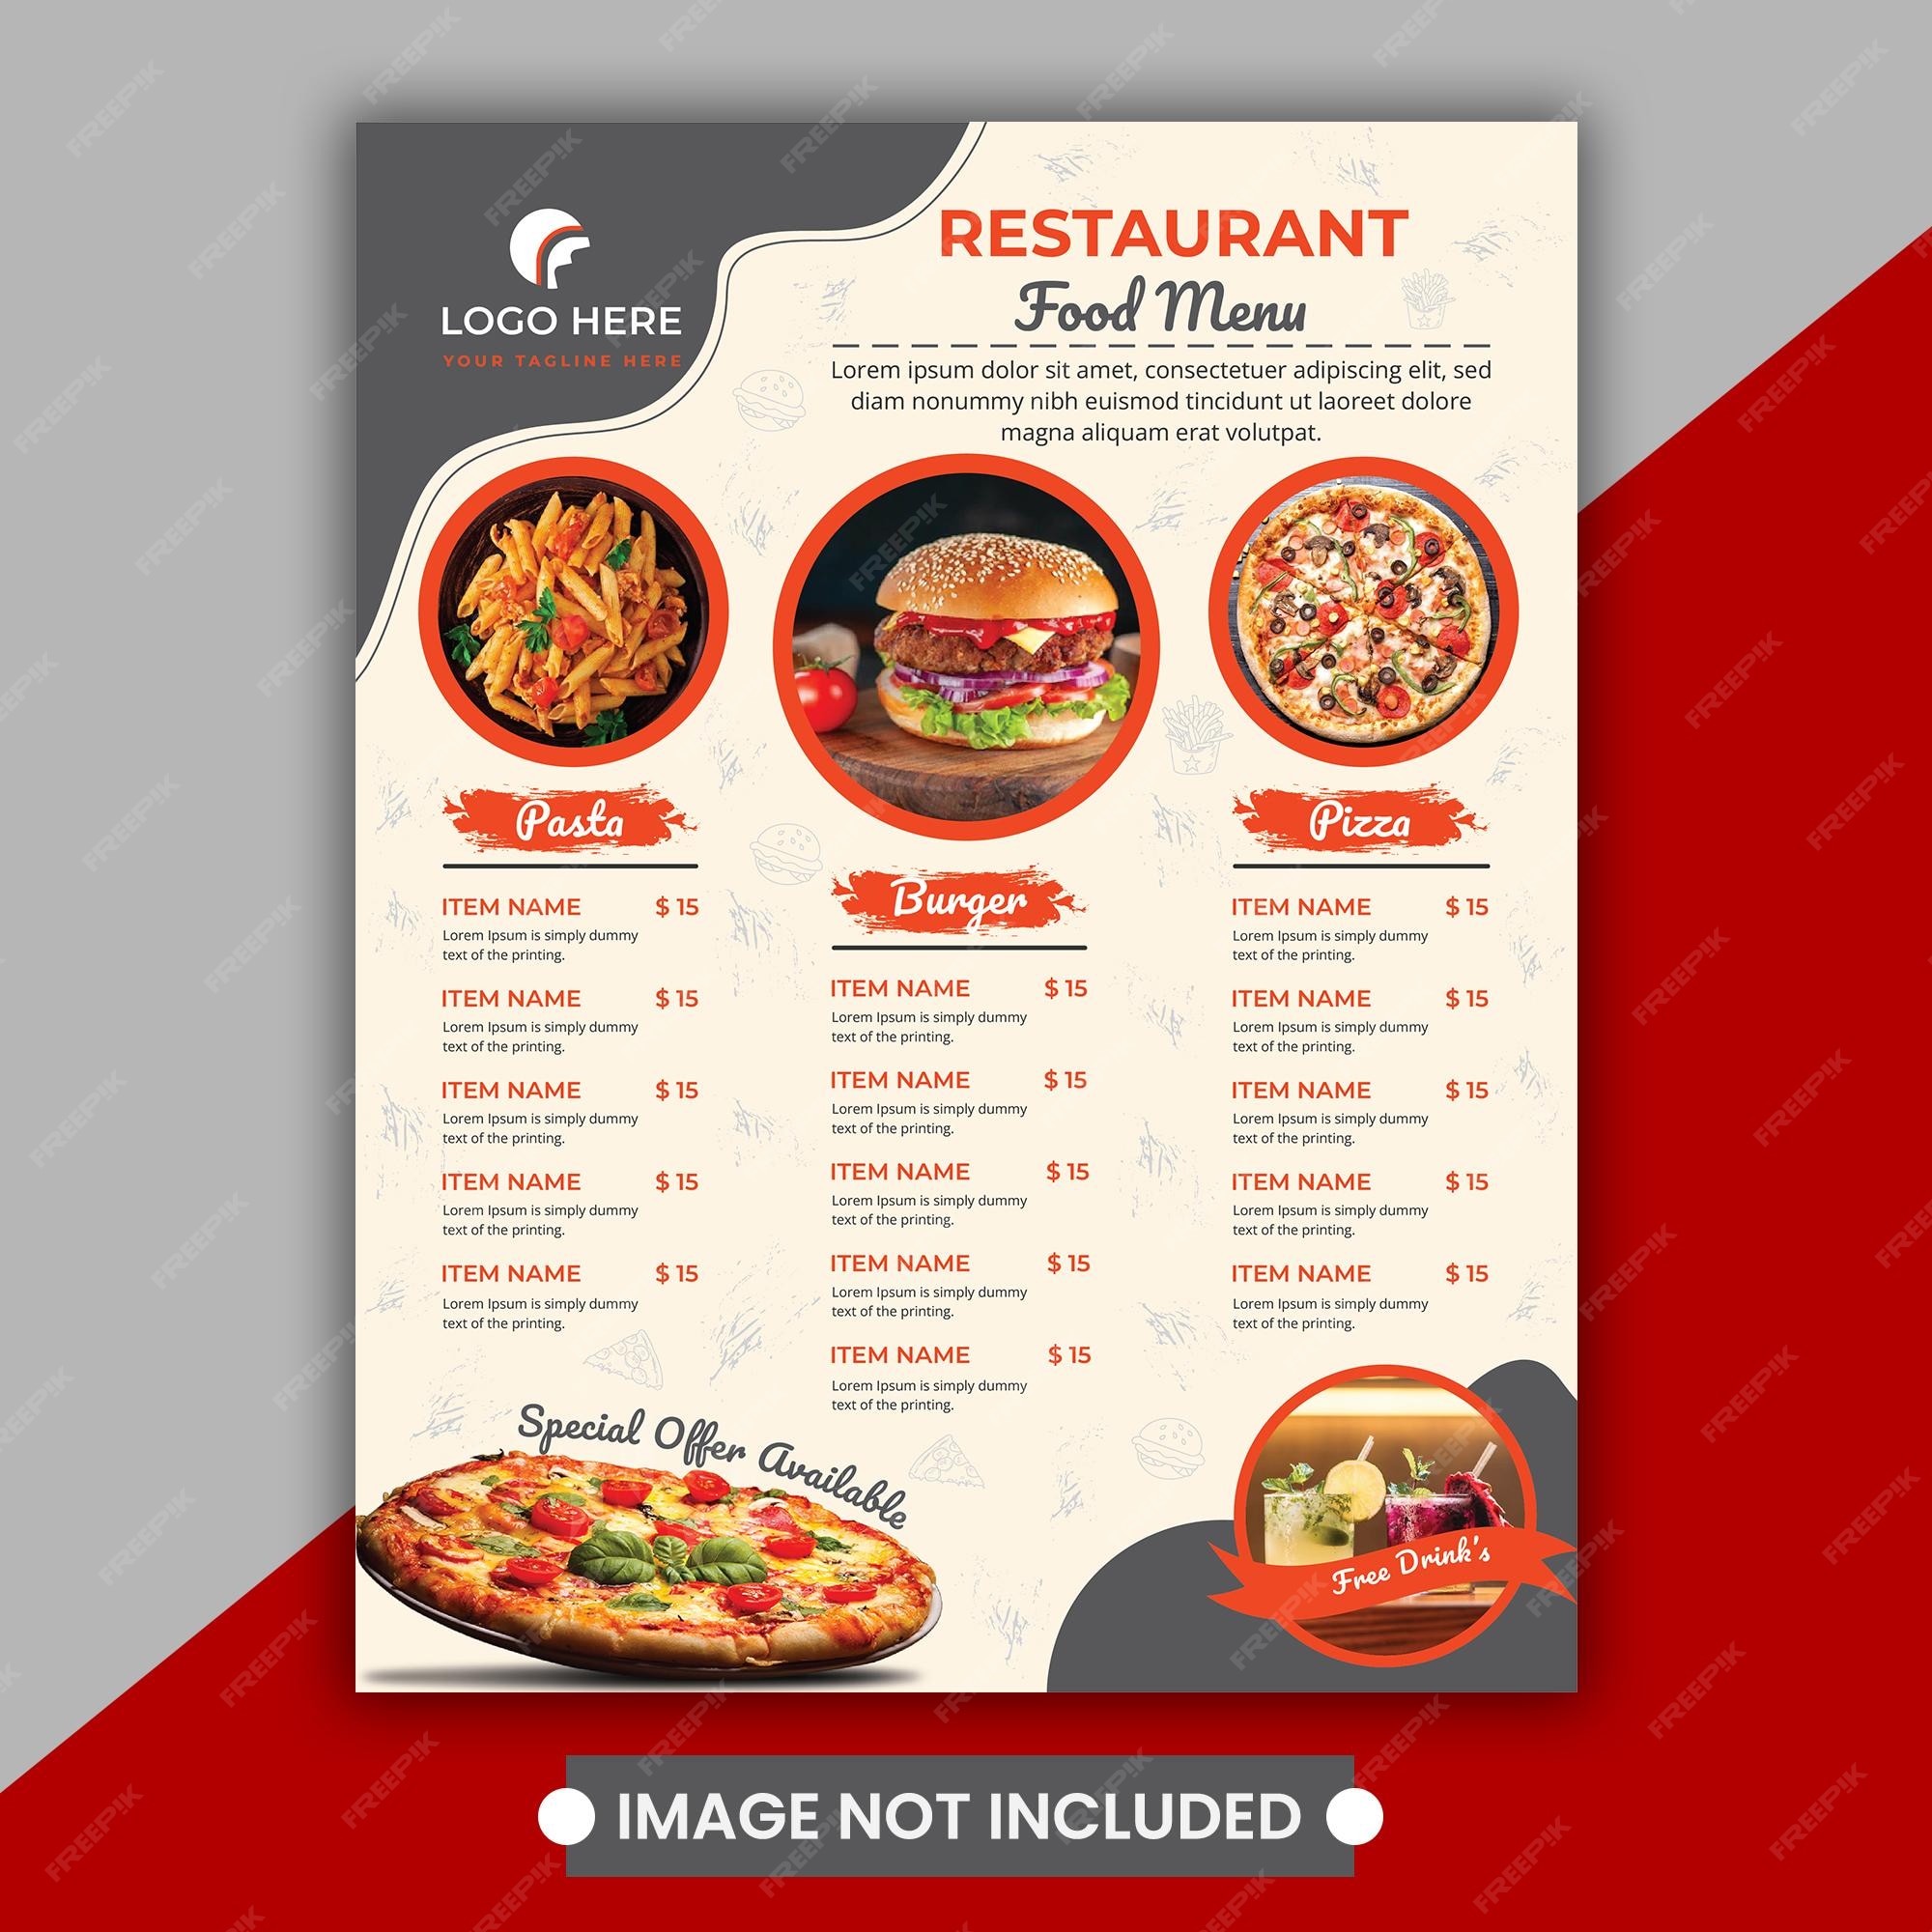 LOGO HERE
YOUR TAGLINE HERE
RESTAURANT
Food Menu
Lorem ipsum dolor sit amet, consectetuer adipiscing elit, sed
diam nonummy nibh euismod tincidunt ut laoreet dolore
magna aliquam erat volutpat.
Pasta
ITEM NAME $ 15
Lorem Ipsum is simply dummy
text of the printing.
ITEM NAME $ 15
Lorem Ipsum is simply dummy
text of the printing.
ITEM NAME $ 15
Lorem Ipsum is simply dummy
text of the printing.
ITEM NAME $ 15
Lorem Ipsum is simply dummy
text of the printing.
ITEM NAME $ 15
Lorem Ipsum is simply dummy
text of the printing.
Burger
ITEM NAME $ 15
Lorem Ipsum is simply dummy
text of the printing.
ITEM NAME $ 15
Lorem Ipsum is simply dummy
text of the printing.
ITEM NAME $ 15
Lorem Ipsum is simply dummy
text of the printing.
ITEM NAME $ 15
Lorem Ipsum is simply dummy
text of the printing.
ITEM NAME $ 15
Lorem Ipsum is simply dummy
text of the printing.
Pizza
ITEM NAME $ 15
Lorem Ipsum is simply dummy
text of the printing.
ITEM NAME $ 15
Lorem Ipsum is simply dummy
text of the printing.
ITEM NAME $ 15
Lorem Ipsum is simply dummy
text of the printing.
ITEM NAME $ 15
Lorem Ipsum is simply dummy
text of the printing.
ITEM NAME $ 15
Lorem Ipsum is simply dummy
text of the printing.
Special Offer Available
Free Drink's
IMAGE NOT INCLUDED
FREEPIK